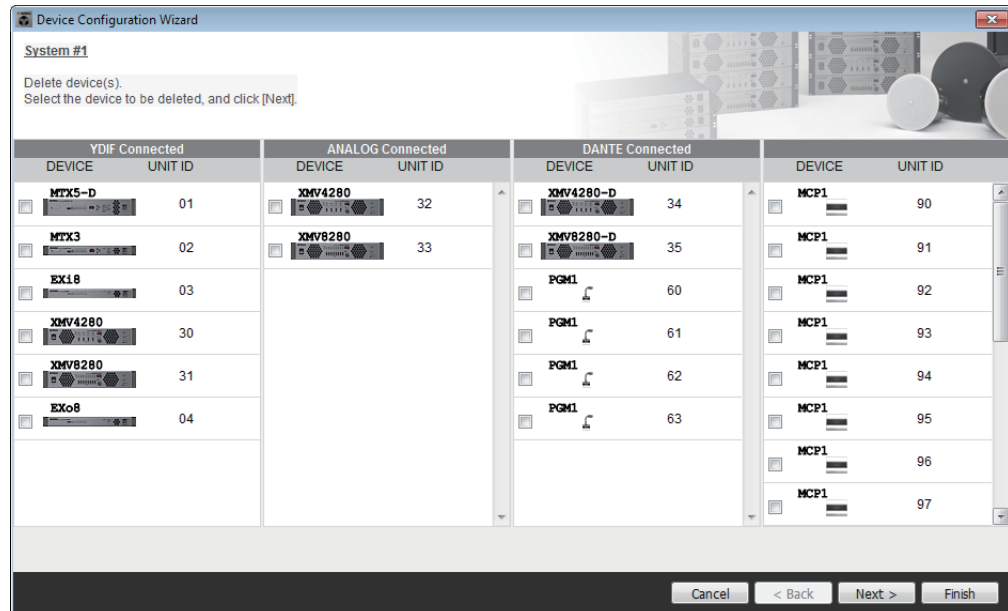 Device Configuration Wizard
System #1
Delete device(s).
Select the device to be deleted, and click [Next].
YDIF Connected
DEVICE UNIT ID
MTX5-D 01
MTX3 02
EXi8 03
XMV4280 30
XMV8280 31
EXo8 04
ANALOG Connected
DEVICE UNIT ID
XMV4280 32
XMV8280 33
DANTE Connected
DEVICE UNIT ID
XMV4280-D 34
XMV8280-D 35
PGM1 60
PGM1 61
PGM1 62
PGM1 63
DEVICE UNIT ID
MCP1 90
MCP1 91
MCP1 92
MCP1 93
MCP1 94
MCP1 95
MCP1 96
MCP1 97
Cancel < Back Next > Finish